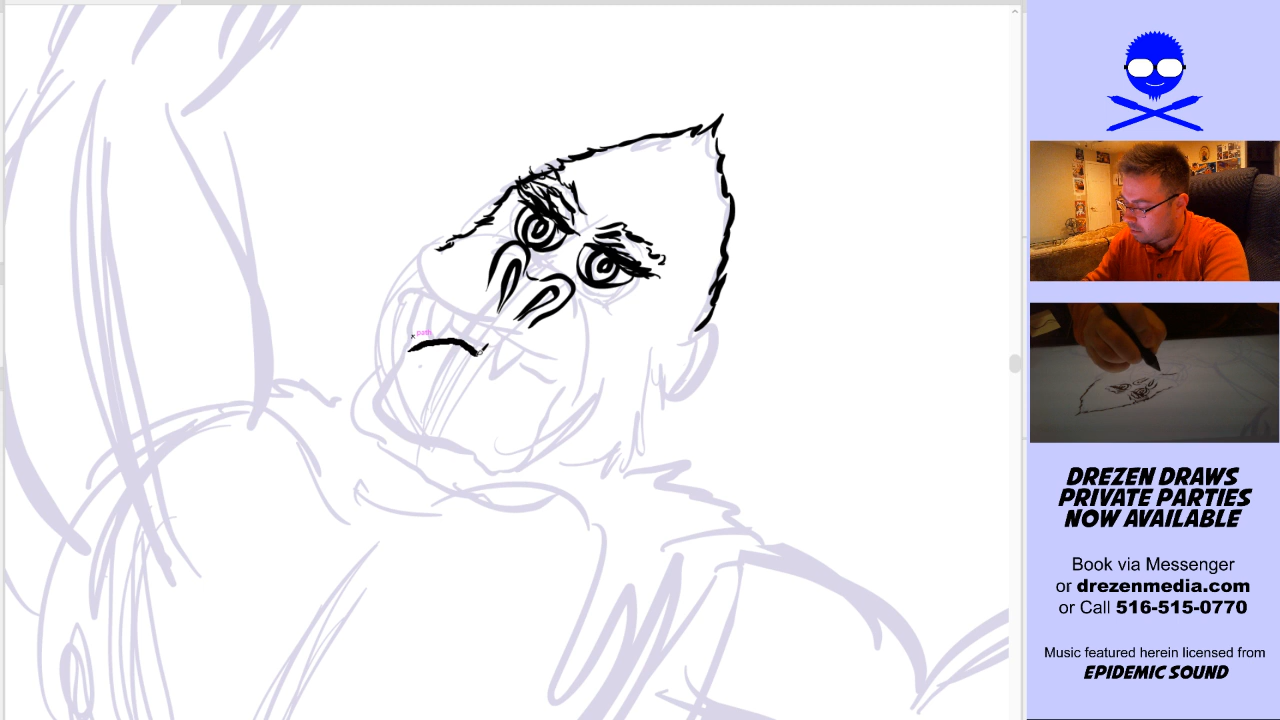 path
DREZEN DRAWS
PRIVATE PARTIES
NOW AVAILABLE
Book via Messenger
or drezenmedia.com
or Call 516-515-0770
Music featured herein licensed from
EPIDEMIC SOUND